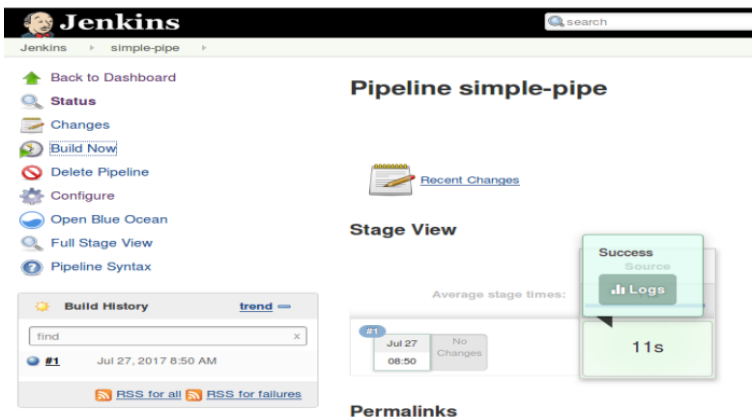 Jenkins
search
Jenkins simple-pipe
Back to Dashboard
Status
Changes
Build Now
Delete Pipeline
Configure
Open Blue Ocean
Full Stage View
Pipeline Syntax
Build History trend
find x
#1 Jul 27, 2017 8:50 AM
RSS for all RSS for failures
Pipeline simple-pipe
Recent Changes
Stage View
Success
Source
Logs
Average stage times:
#1
Jul 27
08:50
No
Changes
11s
Permalinks